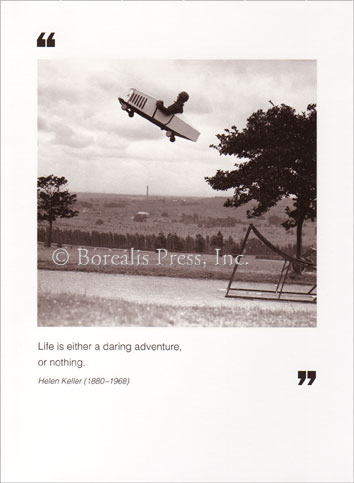 “
© Borealis Press, Inc.
Life is either a daring adventure,
or nothing.
Helen Keller (1880–1968)
”